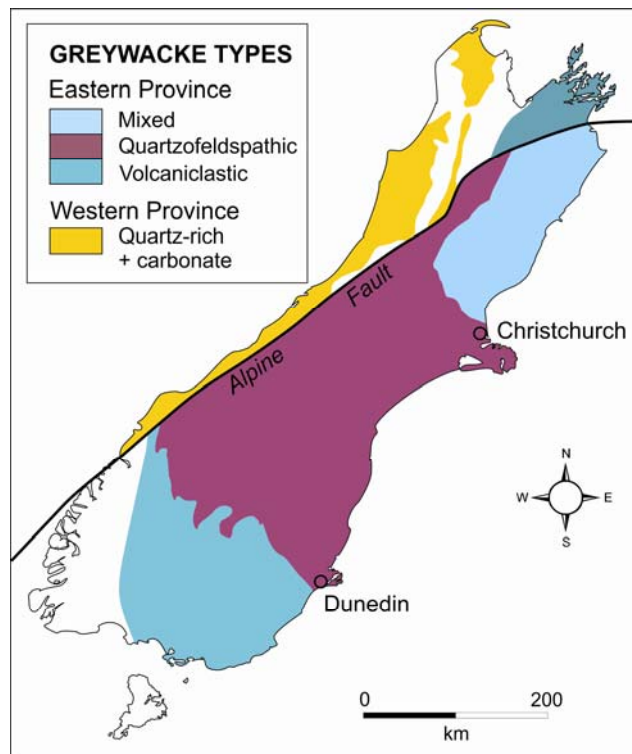 GREYWACKE TYPES
Eastern Province
Mixed
Quartzofeldspathic
Volcaniclastic
Western Province
Quartz-rich
+ carbonate
Alpine
Fault
Christchurch
N
W
E
S
Dunedin
0
200
km